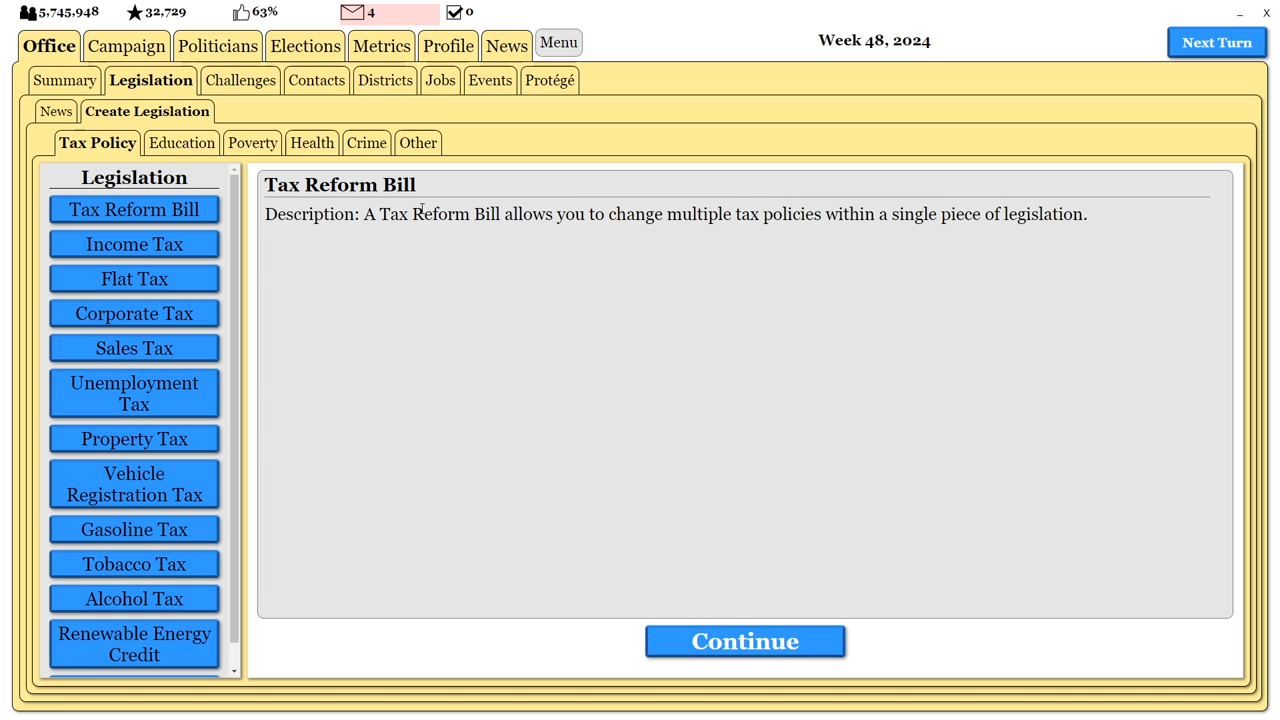 5,745,948 32,729 63% 4 0 _ X
Office Campaign Politicians Elections Metrics Profile News Menu Week 48, 2024 Next Turn
Summary Legislation Challenges Contacts Districts Jobs Events Protégé
News Create Legislation
Tax Policy Education Poverty Health Crime Other
Legislation
Tax Reform Bill
Income Tax
Flat Tax
Corporate Tax
Sales Tax
Unemployment
Tax
Property Tax
Vehicle
Registration Tax
Gasoline Tax
Tobacco Tax
Alcohol Tax
Renewable Energy
Credit
Tax Reform Bill
Description: A Tax Reform Bill allows you to change multiple tax policies within a single piece of legislation.
Continue